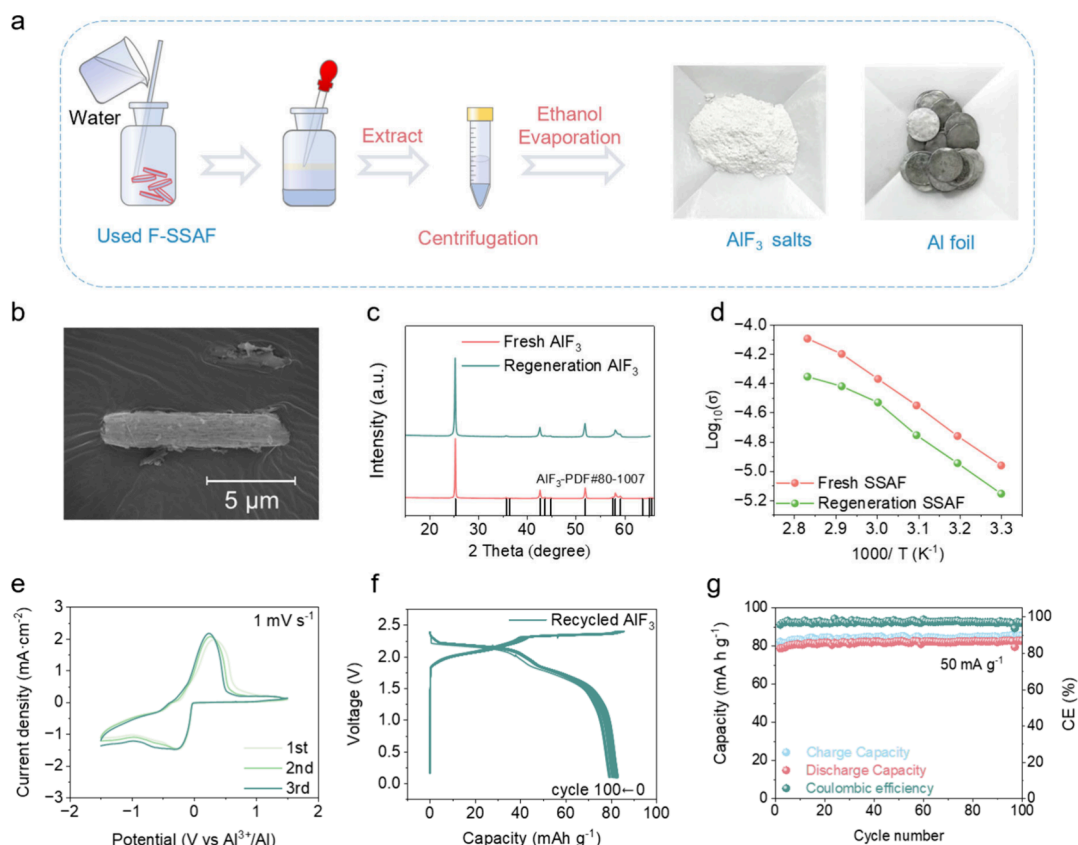 a
Water
Used F-SSAF
Extract
Centrifugation
Ethanol
Evaporation
AlF₃ salts
Al foil
b
5 µm
c
Intensity (a.u.)
Fresh AlF₃
Regeneration AlF₃
AlF₃-PDF#80-1007
20 30 40 50 60
2 Theta (degree)
d
Log₁₀(σ)
−4.0
−4.2
−4.4
−4.6
−4.8
−5.0
−5.2
Fresh SSAF
Regeneration SSAF
2.8 2.9 3.0 3.1 3.2 3.3
1000/ T (K⁻¹)
e
Current density (mA·cm⁻²)
3
2
1
0
−1
−2
−3
1 mV s⁻¹
1st
2nd
3rd
−2 −1 0 1 2
Potential (V vs Al³⁺/Al)
f
Voltage (V)
3.0
2.5
2.0
1.5
1.0
0.5
0.0
Recycled AlF₃
cycle 100←0
0 20 40 60 80 100
Capacity (mAh g⁻¹)
g
Capacity (mA h g⁻¹)
100
90
80
70
60
50
40
30
20
10
0
50 mA g⁻¹
Charge Capacity
Discharge Capacity
Coulombic efficiency
0 20 40 60 80 100
Cycle number
100
80
60
40
20
0
CE (%)